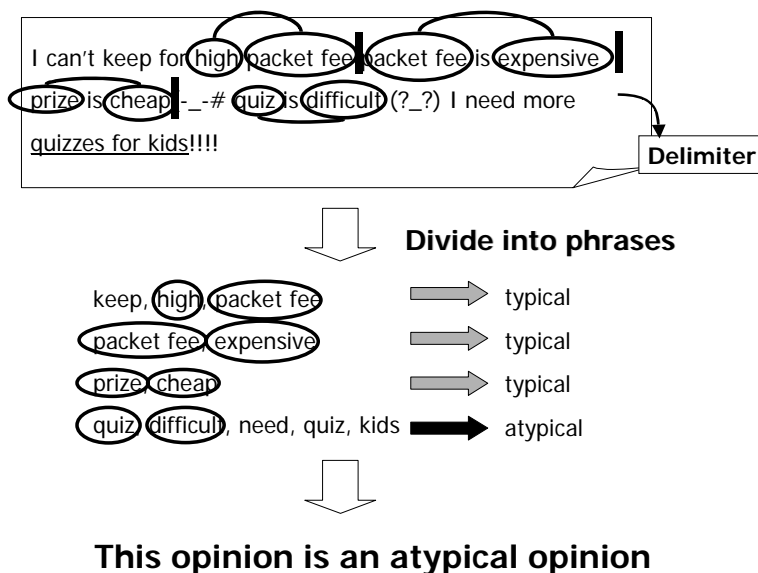 I can't keep for high packet fee packet fee is expensive
prize is cheap -_-# quiz is difficult (?_?) I need more
quizzes for kids!!!!
Delimiter
Divide into phrases
keep, high, packet fee typical
packet fee, expensive typical
prize, cheap typical
quiz, difficult, need, quiz, kids atypical
This opinion is an atypical opinion